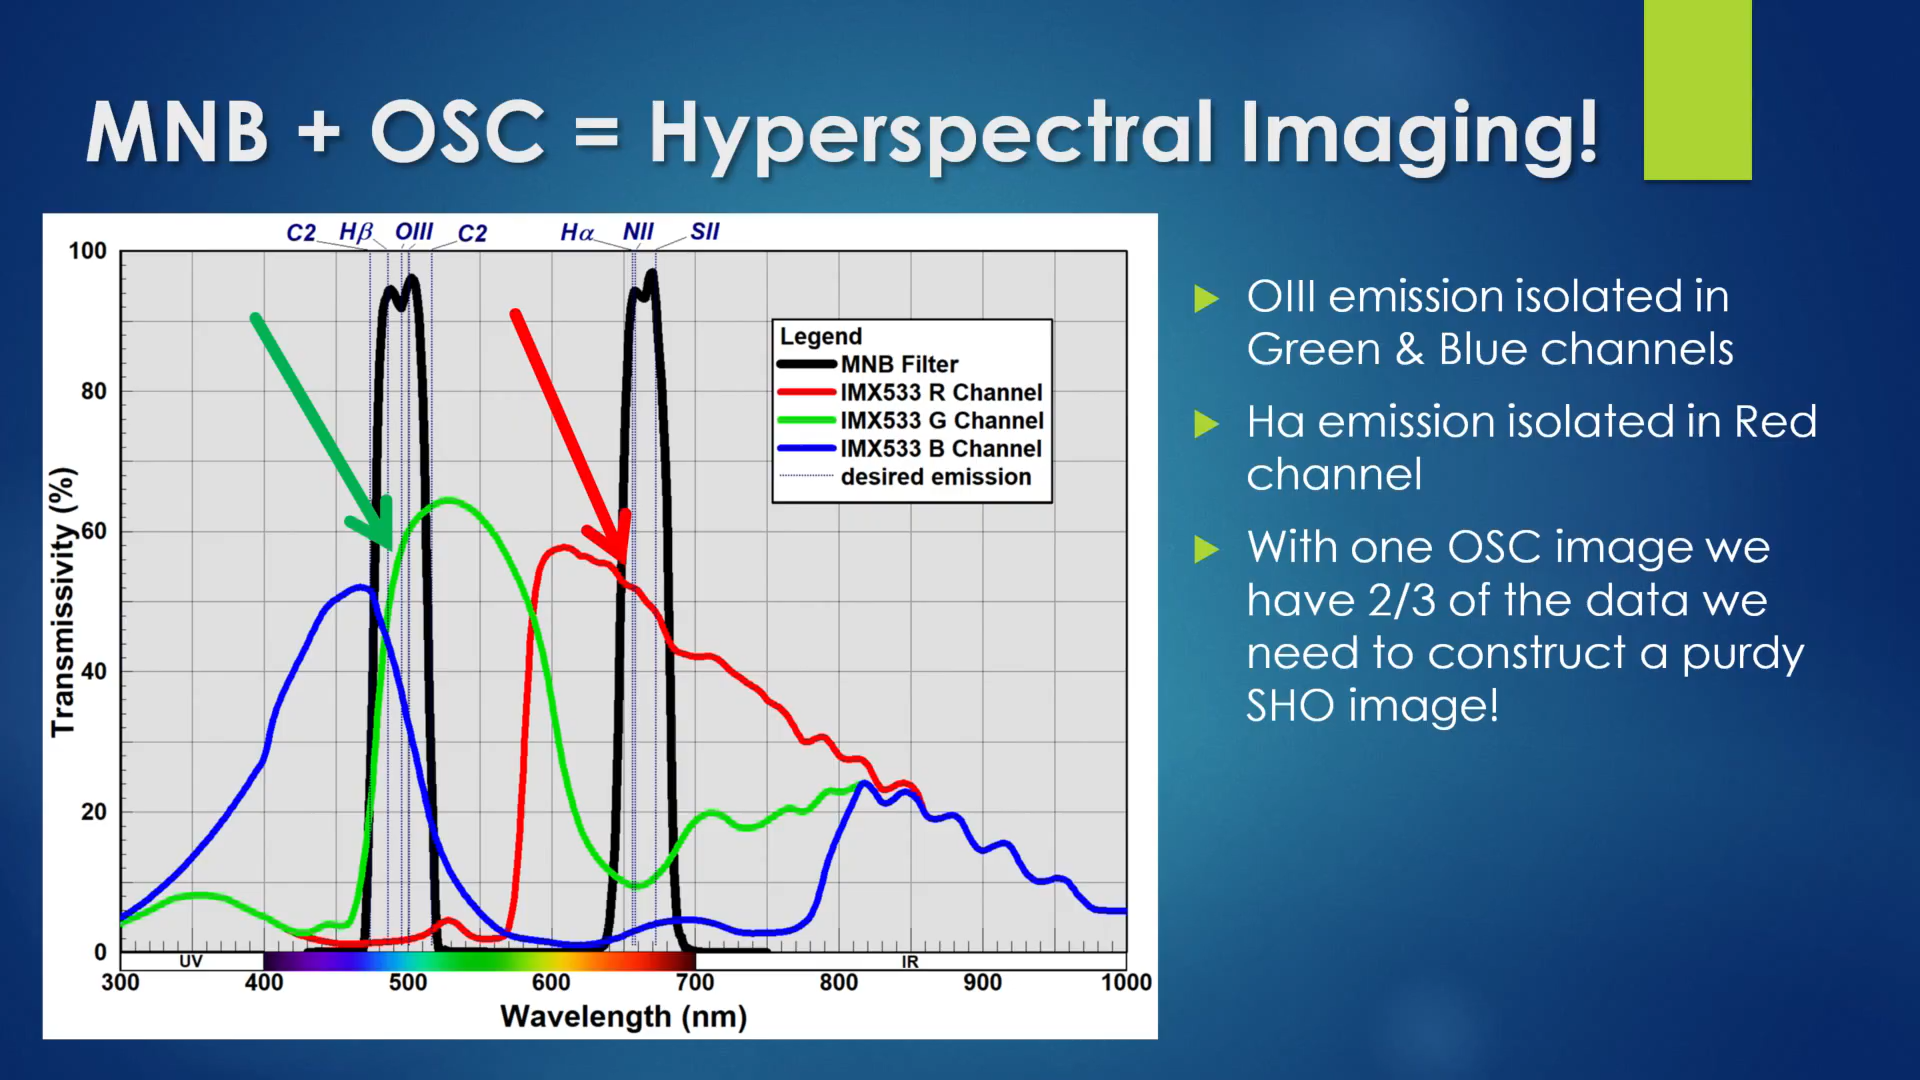 MNB + OSC = Hyperspectral Imaging!
C2 Hβ OIII C2 Hα NII SII
100
80
60
40
20
0
Transmissivity (%)
Legend
MNB Filter
IMX533 R Channel
IMX533 G Channel
IMX533 B Channel
desired emission
UV
IR
300 400 500 600 700 800 900 1000
Wavelength (nm)
OIII emission isolated in
Green & Blue channels
Ha emission isolated in Red
channel
With one OSC image we
have 2/3 of the data we
need to construct a purdy
SHO image!